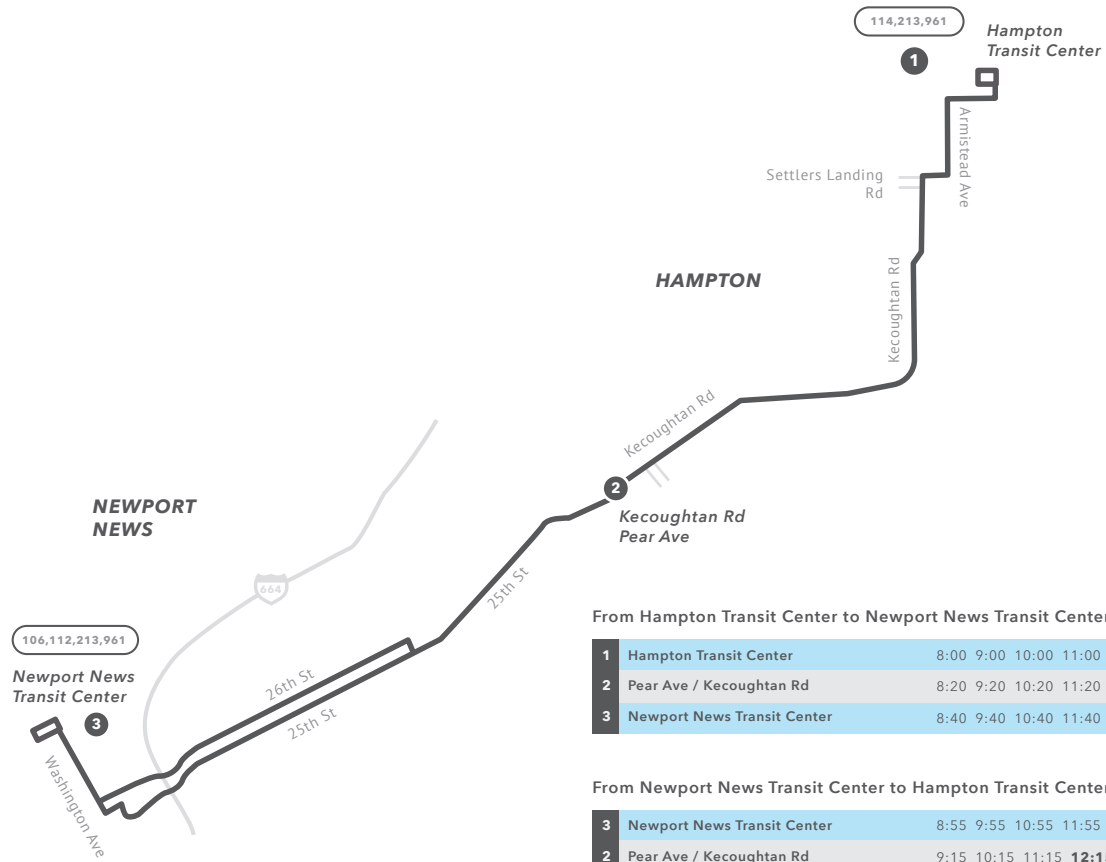 114,213,961
Hampton
Transit Center
1
Armistead Ave
Settlers Landing
Rd
HAMPTON
Kecoughtan Rd
Kecoughtan Rd
2
Kecoughtan Rd
Pear Ave
NEWPORT
NEWS
664
25th St
106,112,213,961
Newport News
Transit Center
3
26th St
25th St
Washington Ave
From Hampton Transit Center to Newport News Transit Center
1 Hampton Transit Center 8:00 9:00 10:00 11:00
2 Pear Ave / Kecoughtan Rd 8:20 9:20 10:20 11:20
3 Newport News Transit Center 8:40 9:40 10:40 11:40
From Newport News Transit Center to Hampton Transit Center
3 Newport News Transit Center 8:55 9:55 10:55 11:55
2 Pear Ave / Kecoughtan Rd 9:15 10:15 11:15